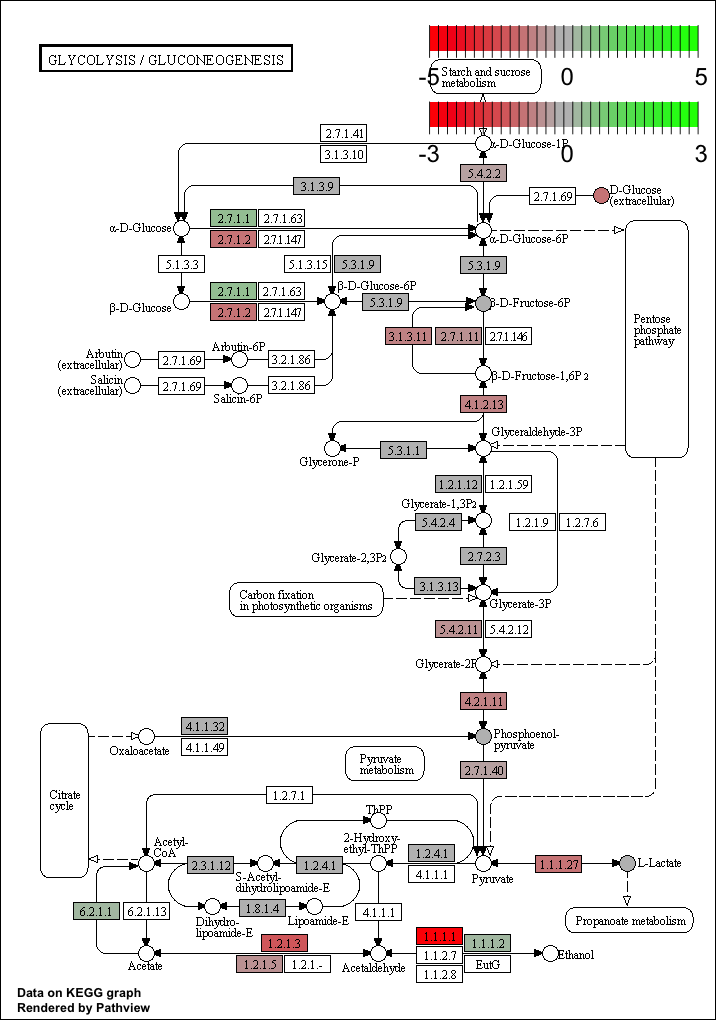 GLYCOLYSIS / GLUCONEOGENESIS
-5 0 5
Starch and sucrose
metabolism
-3 0 3
2.7.1.41
3.1.3.10
α-D-Glucose-1P
5.4.2.2
3.1.3.9
2.7.1.69
D-Glucose
(extracellular)
α-D-Glucose
2.7.1.1 2.7.1.63
2.7.1.2 2.7.1.147
α-D-Glucose-6P
5.1.3.3
5.1.3.15 5.3.1.9
5.3.1.9
β-D-Glucose
2.7.1.1 2.7.1.63
2.7.1.2 2.7.1.147
β-D-Glucose-6P
5.3.1.9
β-D-Fructose-6P
Pentose
phosphate
pathway
3.1.3.11 2.7.1.11 2.7.1.146
Arbutin
(extracellular)
2.7.1.69
Arbutin-6P
3.2.1.86
Salicin
(extracellular)
2.7.1.69
Salicin-6P
3.2.1.86
β-D-Fructose-1,6P2
4.1.2.13
Glyceraldehyde-3P
Glycerone-P
5.3.1.1
1.2.1.12 1.2.1.59
Glycerate-1,3P2
5.4.2.4
1.2.1.9 1.2.7.6
Glycerate-2,3P2
2.7.2.3
3.1.3.13
Carbon fixation
in photosynthetic organisms
Glycerate-3P
5.4.2.11 5.4.2.12
Glycerate-2P
4.2.1.11
4.1.1.32
4.1.1.49
Oxaloacetate
Phosphoenol-
pyruvate
Pyruvate
metabolism
2.7.1.40
Citrate
cycle
1.2.7.1
ThPP
2-Hydroxy-
ethyl-ThPP
Acetyl-
CoA
2.3.1.12
S-Acetyl-
dihydrolipoamide-E
1.2.4.1
1.2.4.1
4.1.1.1
Pyruvate
1.1.1.27
L-Lactate
6.2.1.1 6.2.1.13
Dihydro-
lipoamide-E
1.8.1.4
Lipoamide-E
4.1.1.1
Propanoate metabolism
Acetate
1.2.1.3
1.2.1.5 1.2.1.-
Acetaldehyde
1.1.1.1 1.1.1.2
1.1.2.7 EutG
1.1.2.8
Ethanol
Data on KEGG graph
Rendered by Pathview